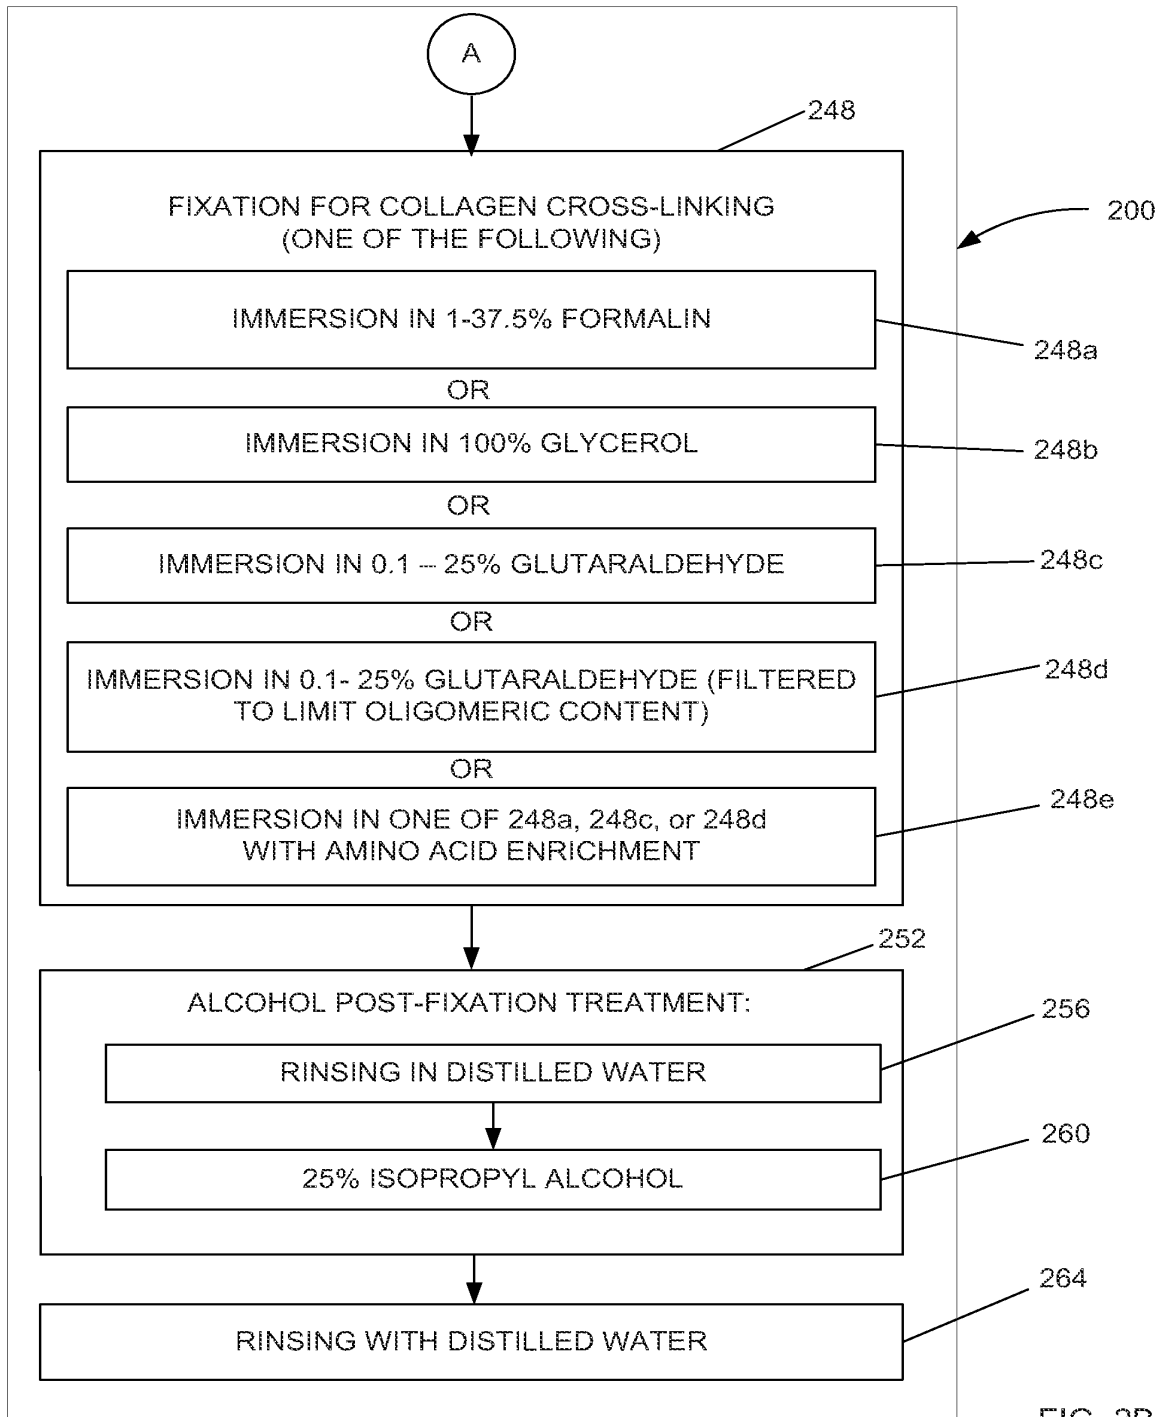 A
248
FIXATION FOR COLLAGEN CROSS-LINKING
(ONE OF THE FOLLOWING)
200
IMMERSION IN 1-37.5% FORMALIN
248a
OR
IMMERSION IN 100% GLYCEROL
248b
OR
IMMERSION IN 0.1 – 25% GLUTARALDEHYDE
248c
OR
IMMERSION IN 0.1- 25% GLUTARALDEHYDE (FILTERED
TO LIMIT OLIGOMERIC CONTENT)
248d
OR
IMMERSION IN ONE OF 248a, 248c, or 248d
WITH AMINO ACID ENRICHMENT
248e
252
ALCOHOL POST-FIXATION TREATMENT:
256
RINSING IN DISTILLED WATER
260
25% ISOPROPYL ALCOHOL
264
RINSING WITH DISTILLED WATER
FIG.